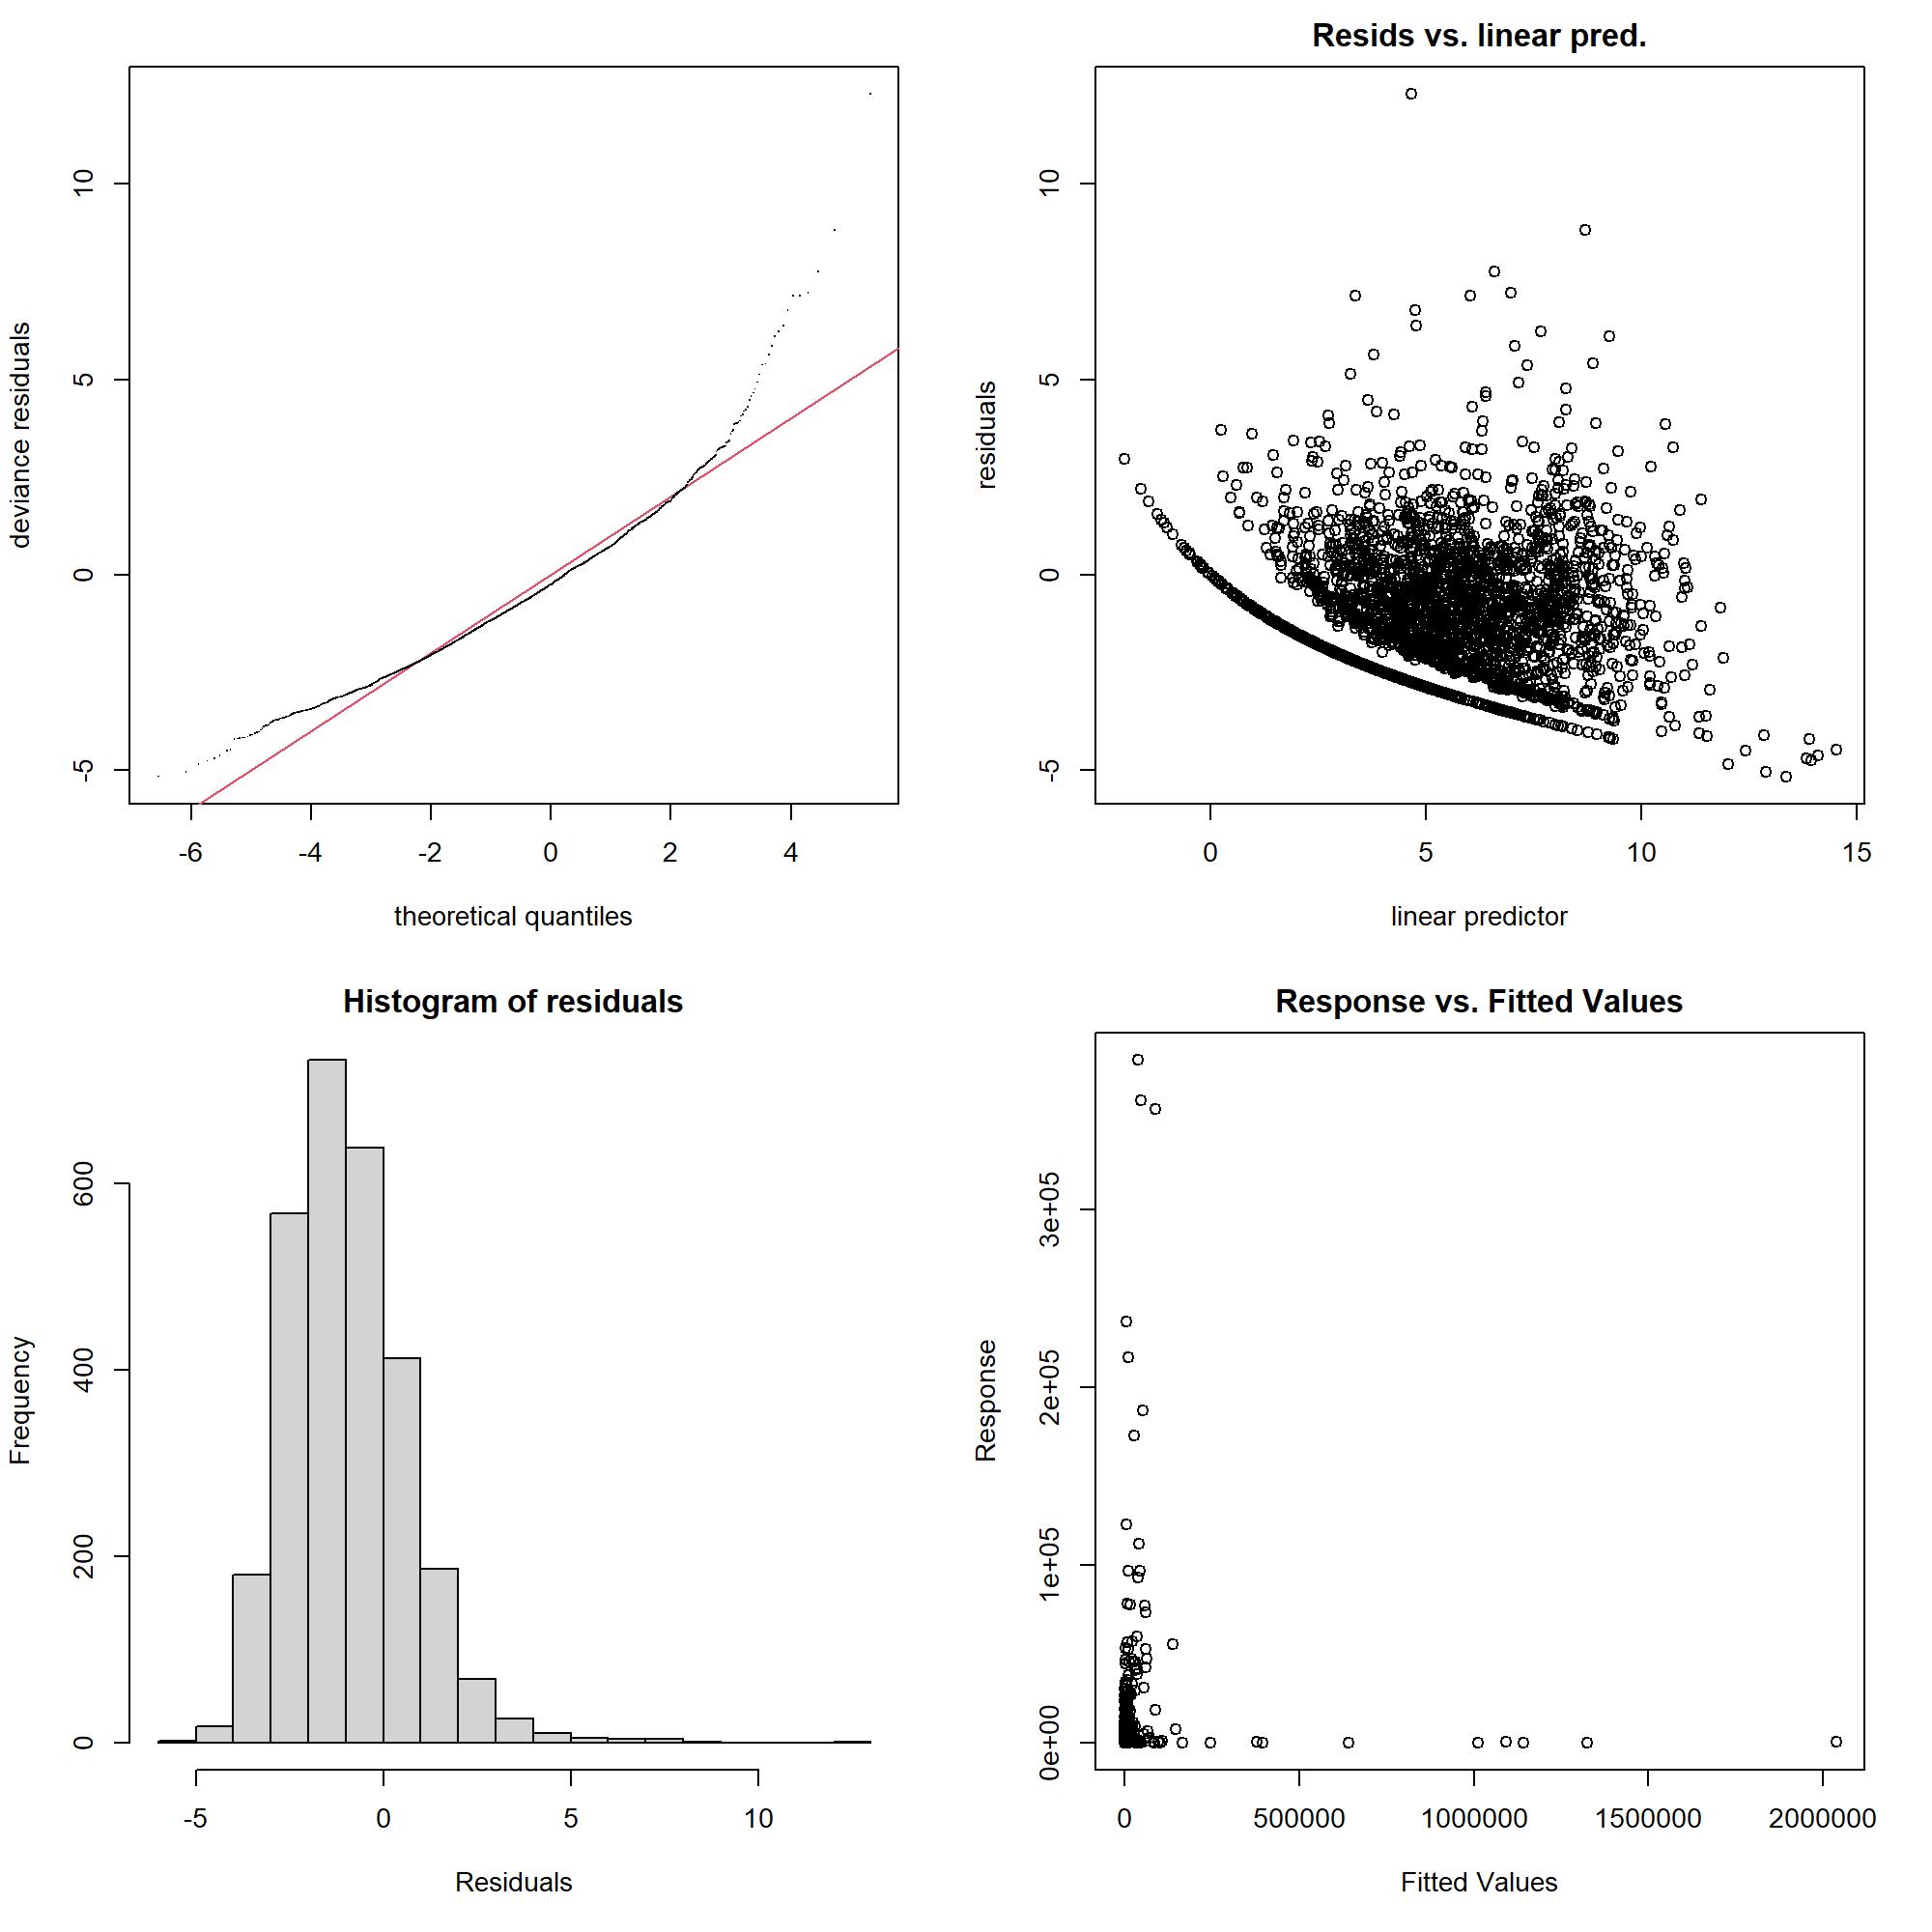 deviance residuals
10
5
0
-5
-6 -4 -2 0 2 4
theoretical quantiles
Resids vs. linear pred.
residuals
10
5
0
-5
0 5 10 15
linear predictor
Histogram of residuals
Frequency
600
400
200
0
-5 0 5 10
Residuals
Response vs. Fitted Values
Response
3e+05
2e+05
1e+05
0e+00
0 500000 1000000 1500000 2000000
Fitted Values